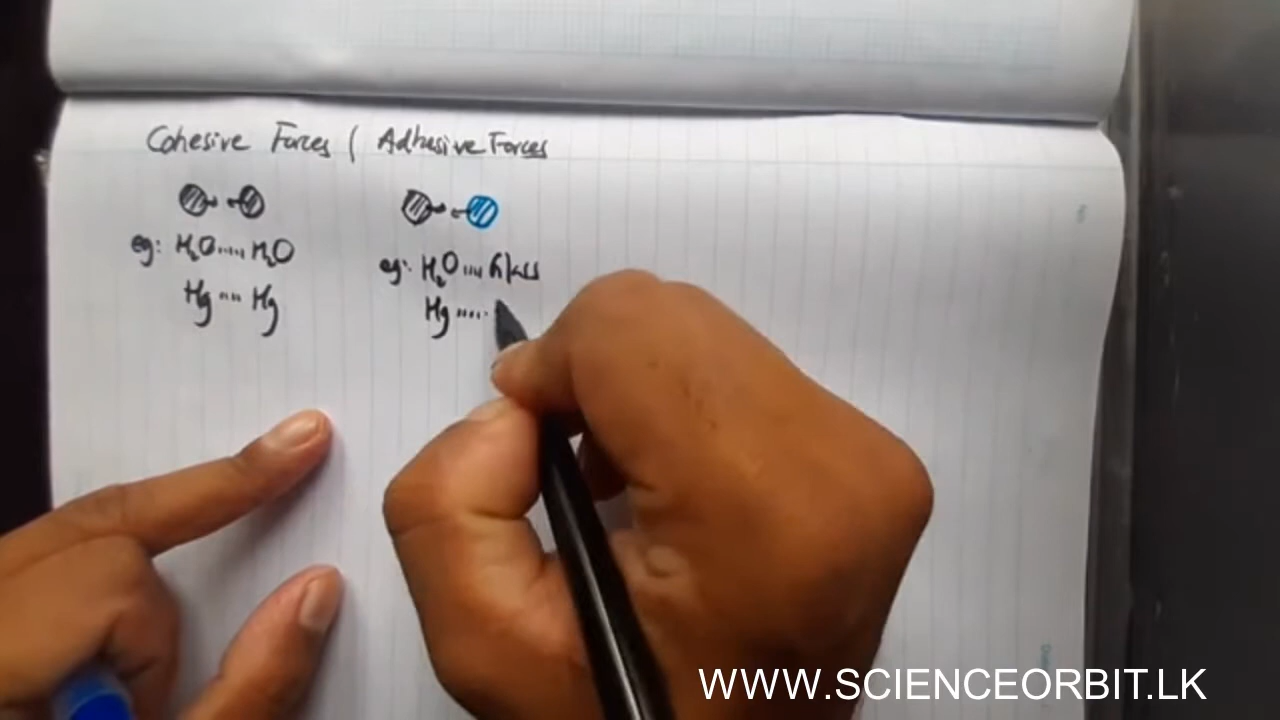 Cohesive Forces / Adhesive Forces
eg: H₂O.....H₂O
Hg....Hg
eg: H₂O....Glass
Hg.....
WWW.SCIENCEORBIT.LK